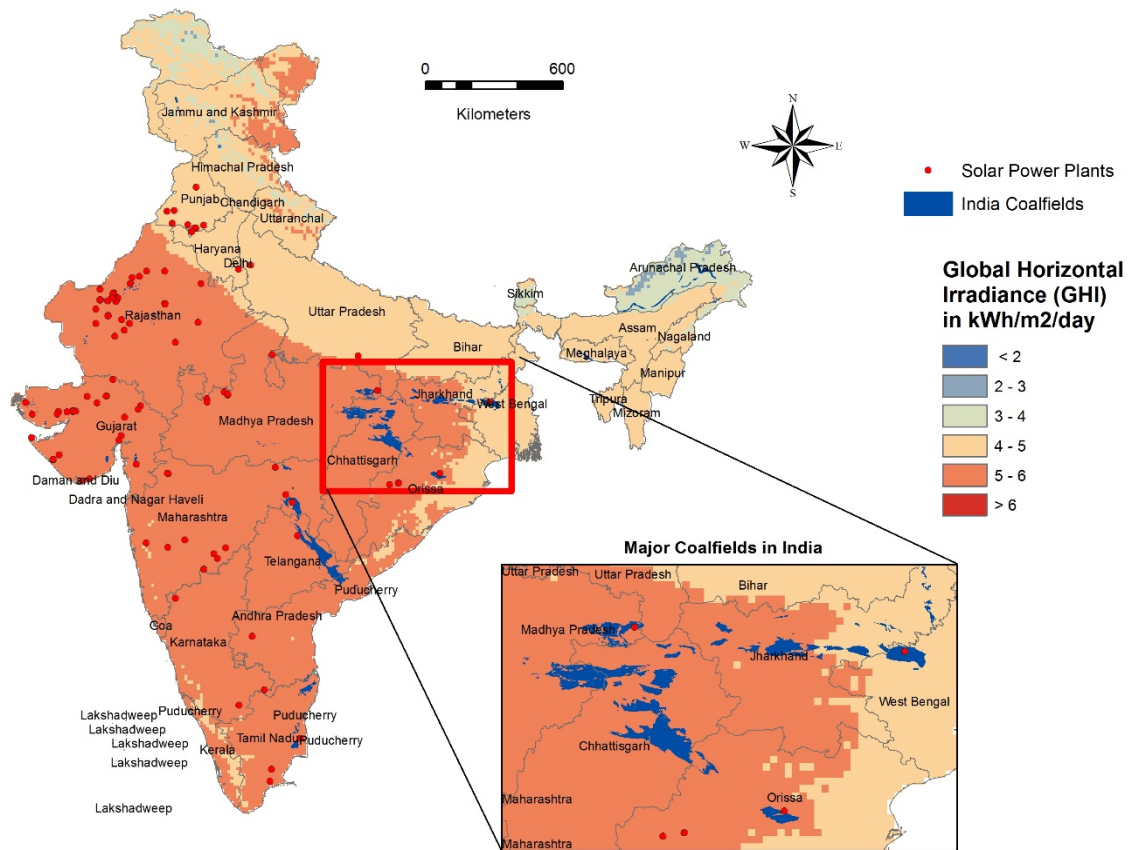 0 600
Kilometers
N
W E
S
Solar Power Plants
India Coalfields
Global Horizontal
Irradiance (GHI)
in kWh/m2/day
< 2
2 - 3
3 - 4
4 - 5
5 - 6
> 6
Jammu and Kashmir
Himachal Pradesh
Punjab
Chandigarh
Uttaranchal
Haryana
Delhi
Arunachal Pradesh
Sikkim
Rajasthan
Uttar Pradesh
Assam
Nagaland
Bihar
Meghalaya
Manipur
Tripura
Mizoram
Jharkhand
West Bengal
Gujarat
Madhya Pradesh
Chhattisgarh
Daman and Diu
Orissa
Dadra and Nagar Haveli
Maharashtra
Telangana
Puducherry
Andhra Pradesh
Goa
Karnataka
Lakshadweep
Puducherry
Puducherry
Lakshadweep
Lakshadweep
Tamil Nadu
Puducherry
Kerala
Lakshadweep
Lakshadweep
Major Coalfields in India
Uttar Pradesh
Uttar Pradesh
Bihar
Madhya Pradesh
Jharkhand
West Bengal
Chhattisgarh
Maharashtra
Orissa
Maharashtra